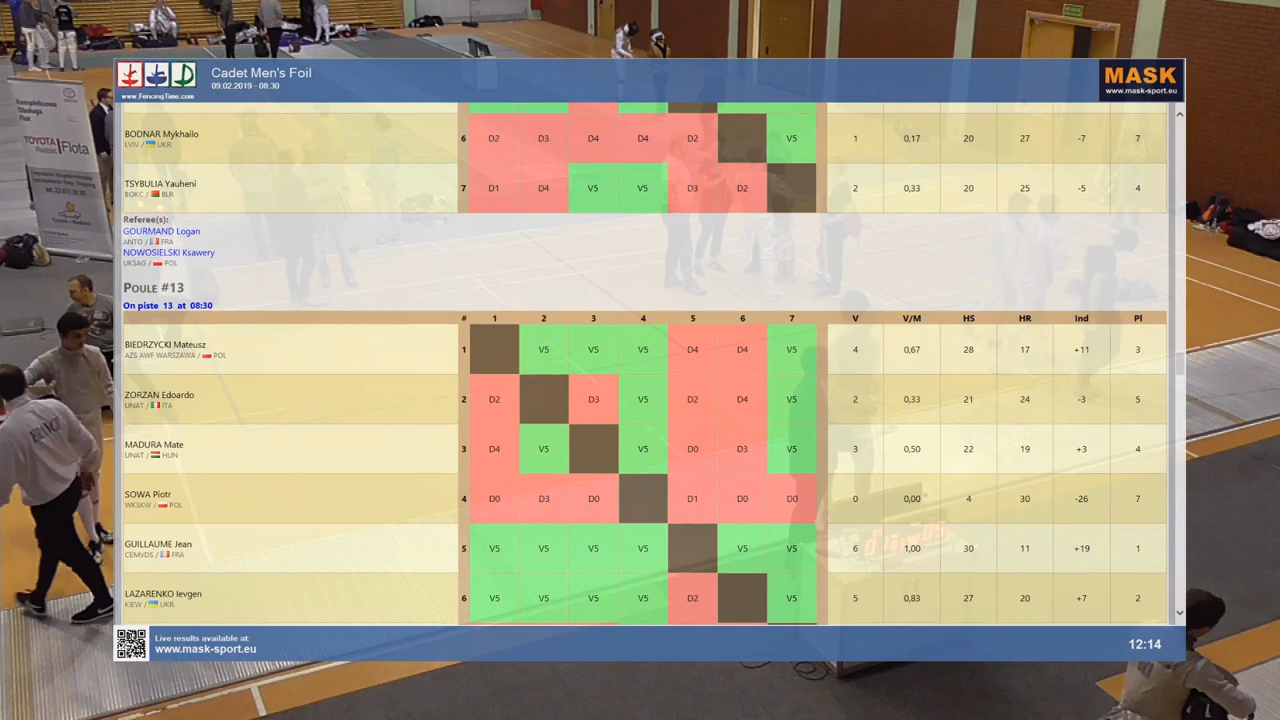 Cadet Men's Foil
09.02.2019 - 08:30
www.FencingTime.com
MASK
www.mask-sport.eu
BODNAR Mykhailo 6 D2 D3 D4 D4 D2 V5 1 0,17 20 27 -7 7
LVIV / UKR
TSYBULIA Yauheni 7 D1 D4 V5 V5 D3 D2 2 0,33 20 25 -5 4
BOKC / BLR
Referee(s):
GOURMAND Logan
ANTO / FRA
NOWOSIELSKI Ksawery
UKSAG / POL
POULE #13
On piste 13 at 08:30
# 1 2 3 4 5 6 7 V V/M HS HR Ind Pl
BIEDRZYCKI Mateusz 1 V5 V5 V5 D4 D4 V5 4 0,67 28 17 +11 3
AZS AWF WARSZAWA / POL
ZORZAN Edoardo 2 D2 D3 V5 D2 D4 V5 2 0,33 21 24 -3 5
UNAT / ITA
MADURA Mate 3 D4 V5 V5 D0 D3 V5 3 0,50 22 19 +3 4
UNAT / HUN
SOWA Piotr 4 D0 D3 D0 D1 D0 D0 0 0,00 4 30 -26 7
WKSKW / POL
GUILLAUME Jean 5 V5 V5 V5 V5 V5 V5 6 1,00 30 11 +19 1
CEMVDS / FRA
LAZARENKO Ievgen 6 V5 V5 V5 V5 D2 V5 5 0,83 27 20 +7 2
KIEW / UKR
Live results available at:
www.mask-sport.eu
12:14
TOYOTA
Flota
FRANCE